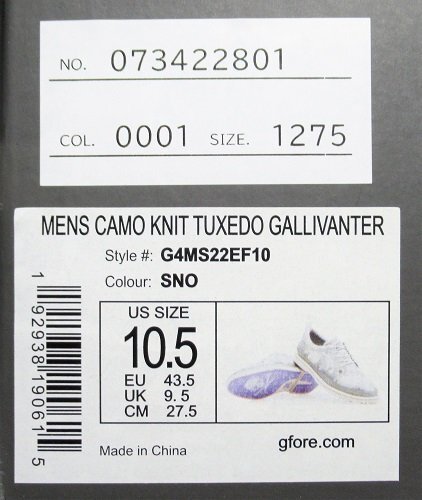 NO. 073422801
COL. 0001 SIZE. 1275
MENS CAMO KNIT TUXEDO GALLIVANTER
Style #: G4MS22EF10
Colour: SNO
US SIZE
10.5
EU 43.5
UK 9.5
CM 27.5
Made in China
gfore.com
1 92938 19061 5